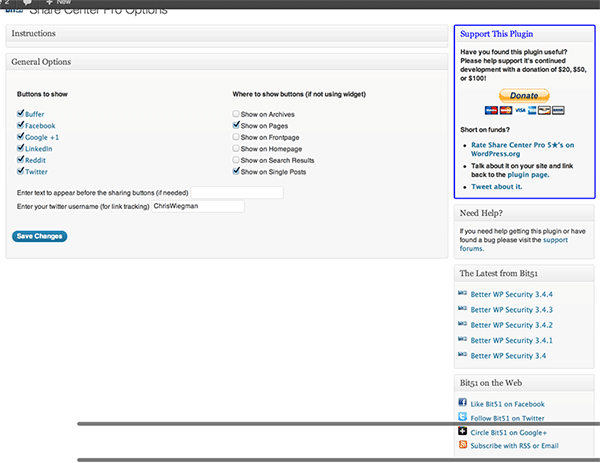 2
New
Share Center Pro Options
Instructions
General Options
Buttons to show
Buffer
Facebook
Google +1
LinkedIn
Reddit
Twitter
Where to show buttons (if not using widget)
Show on Archives
Show on Pages
Show on Frontpage
Show on Homepage
Show on Search Results
Show on Single Posts
Enter text to appear before the sharing buttons (if needed)
Enter your twitter username (for link tracking) ChrisWiegman
Save Changes
Support This Plugin
Have you found this plugin useful?
Please help support it's continued
development with a donation of $20, $50,
or $100!
Donate
VISA
Short on funds?
Rate Share Center Pro 5★'s on
WordPress.org
Talk about it on your site and link
back to the plugin page.
Tweet about it.
Need Help?
If you need help getting this plugin or have
found a bug please visit the support
forums.
The Latest from Bit51
Better WP Security 3.4.4
Better WP Security 3.4.3
Better WP Security 3.4.2
Better WP Security 3.4.1
Better WP Security 3.4
Bit51 on the Web
Like Bit51 on Facebook
Follow Bit51 on Twitter
Circle Bit51 on Google+
Subscribe with RSS or Email